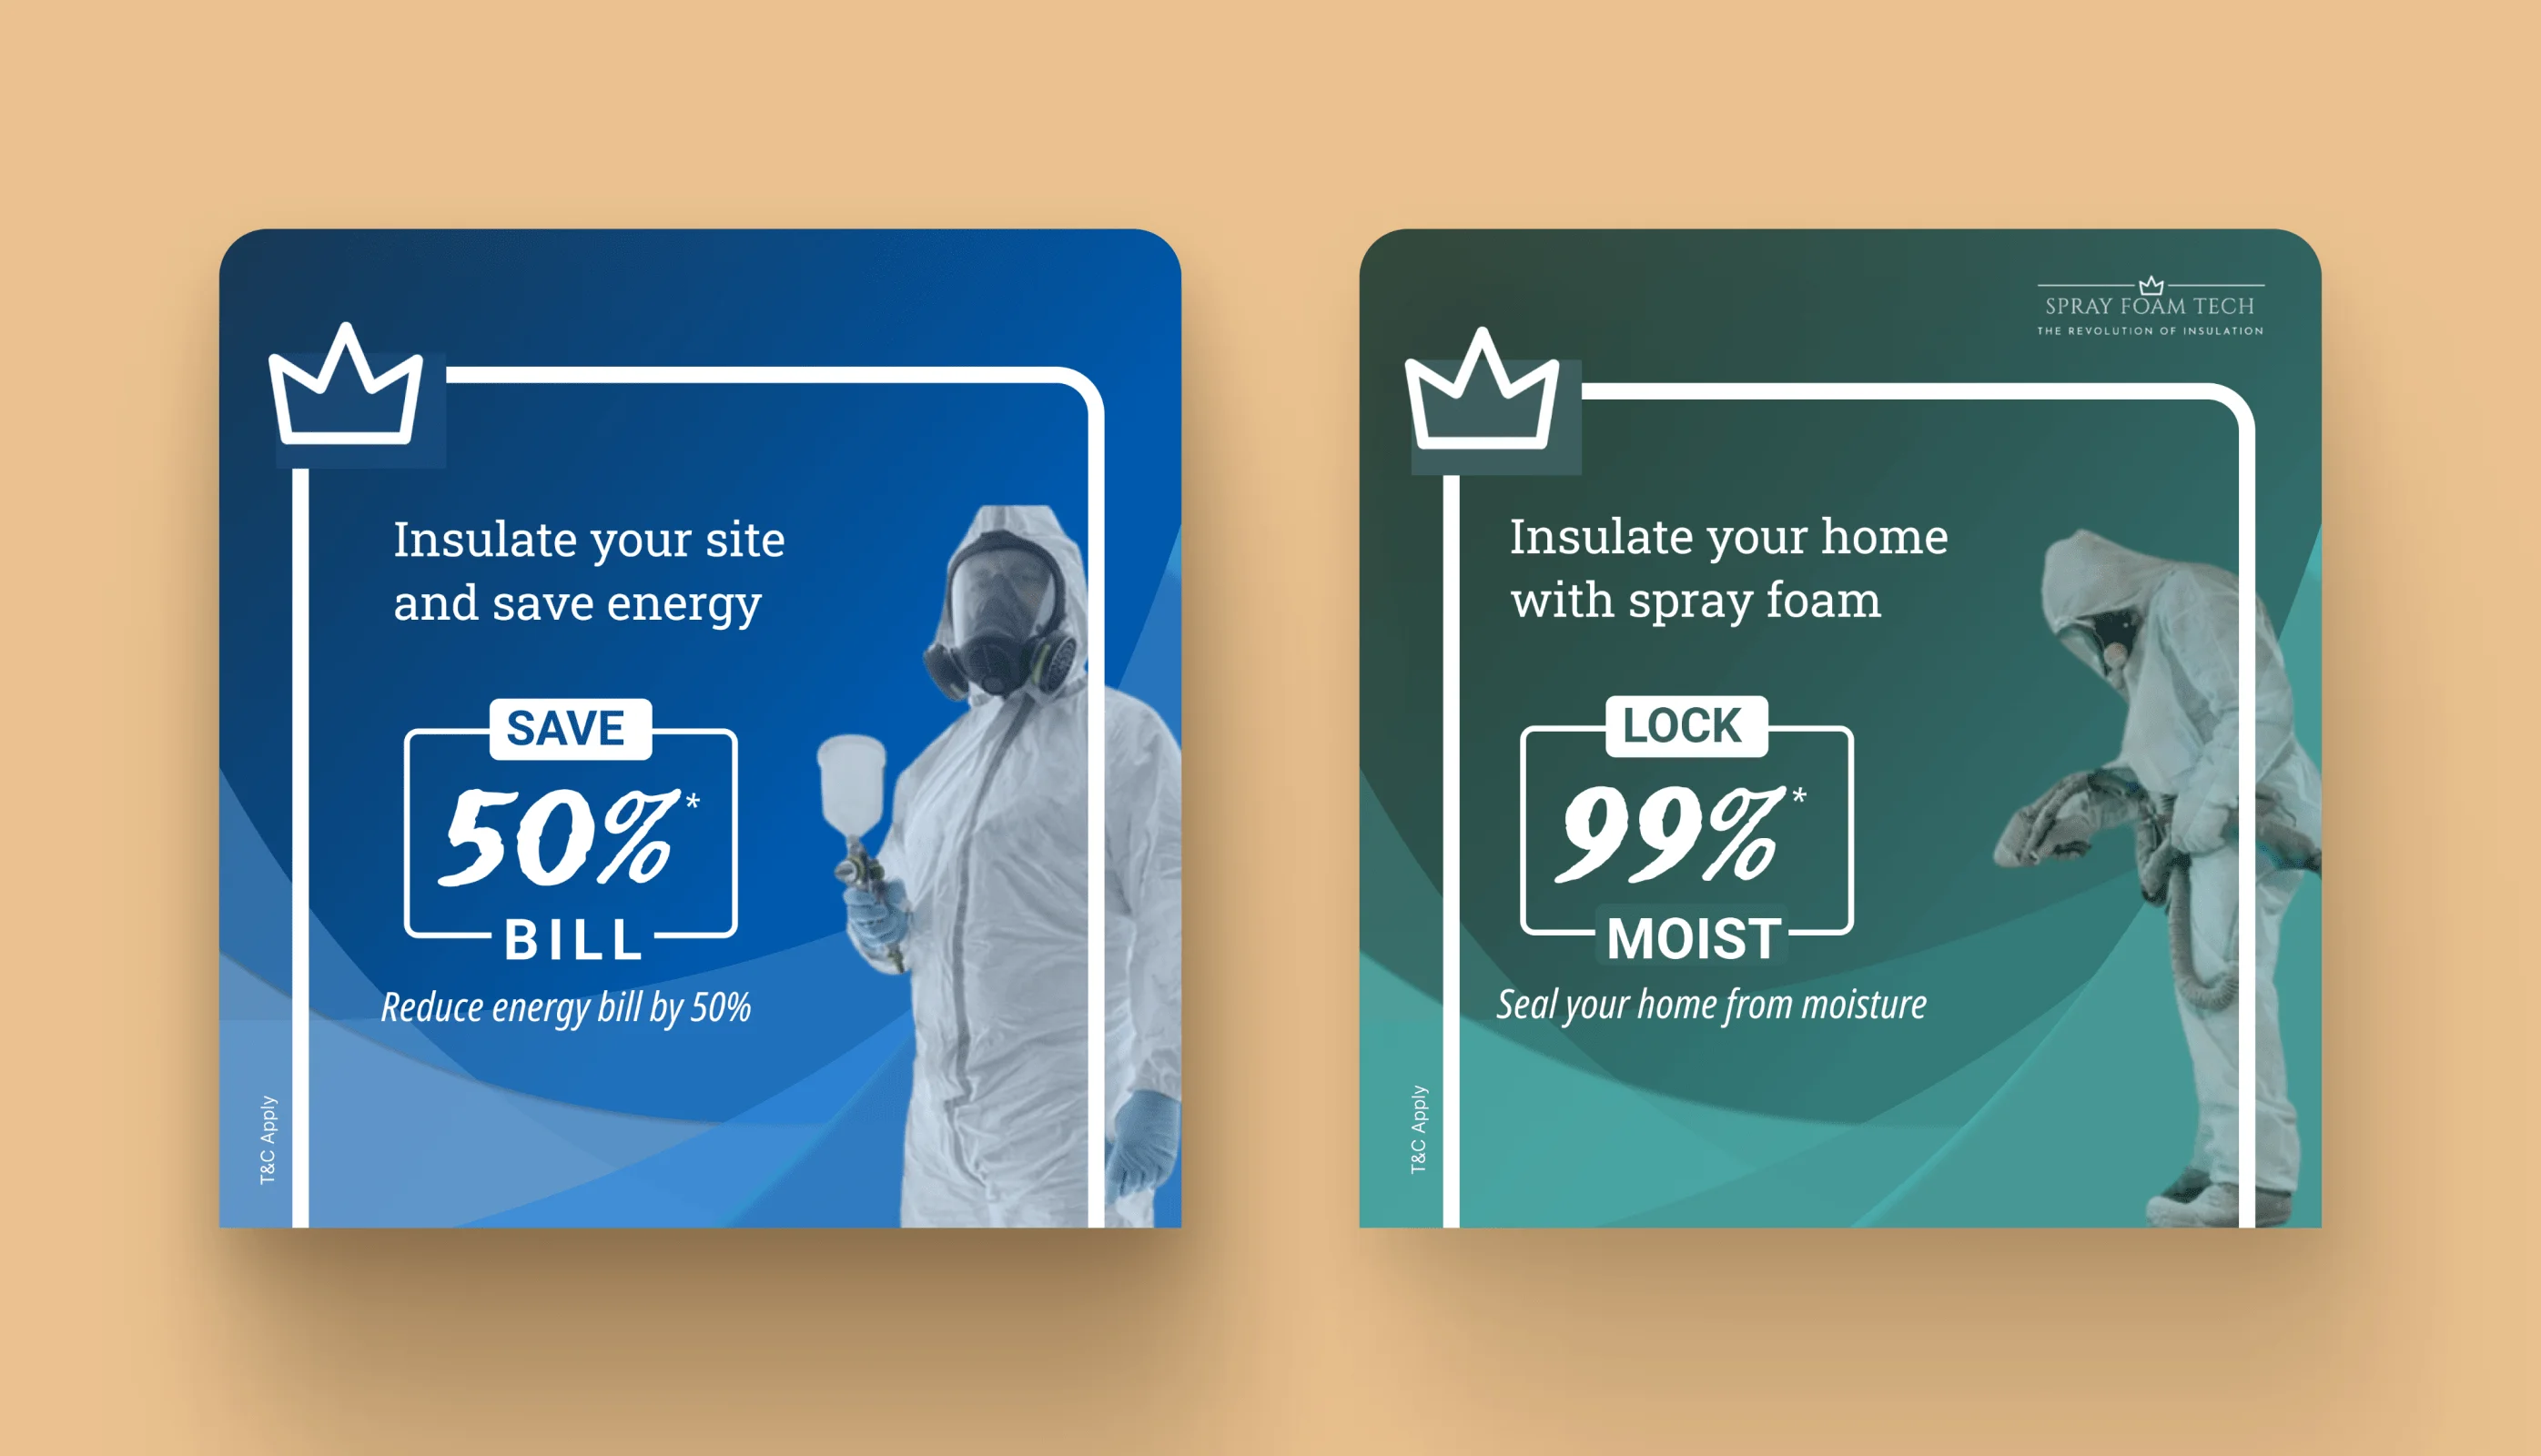 Insulate your site
and save energy
SAVE
50%*
BILL
Reduce energy bill by 50%
T&C Apply
SPRAY FOAM TECH
THE REVOLUTION OF INSULATION
Insulate your home
with spray foam
LOCK
99%*
MOIST
Seal your home from moisture
T&C Apply